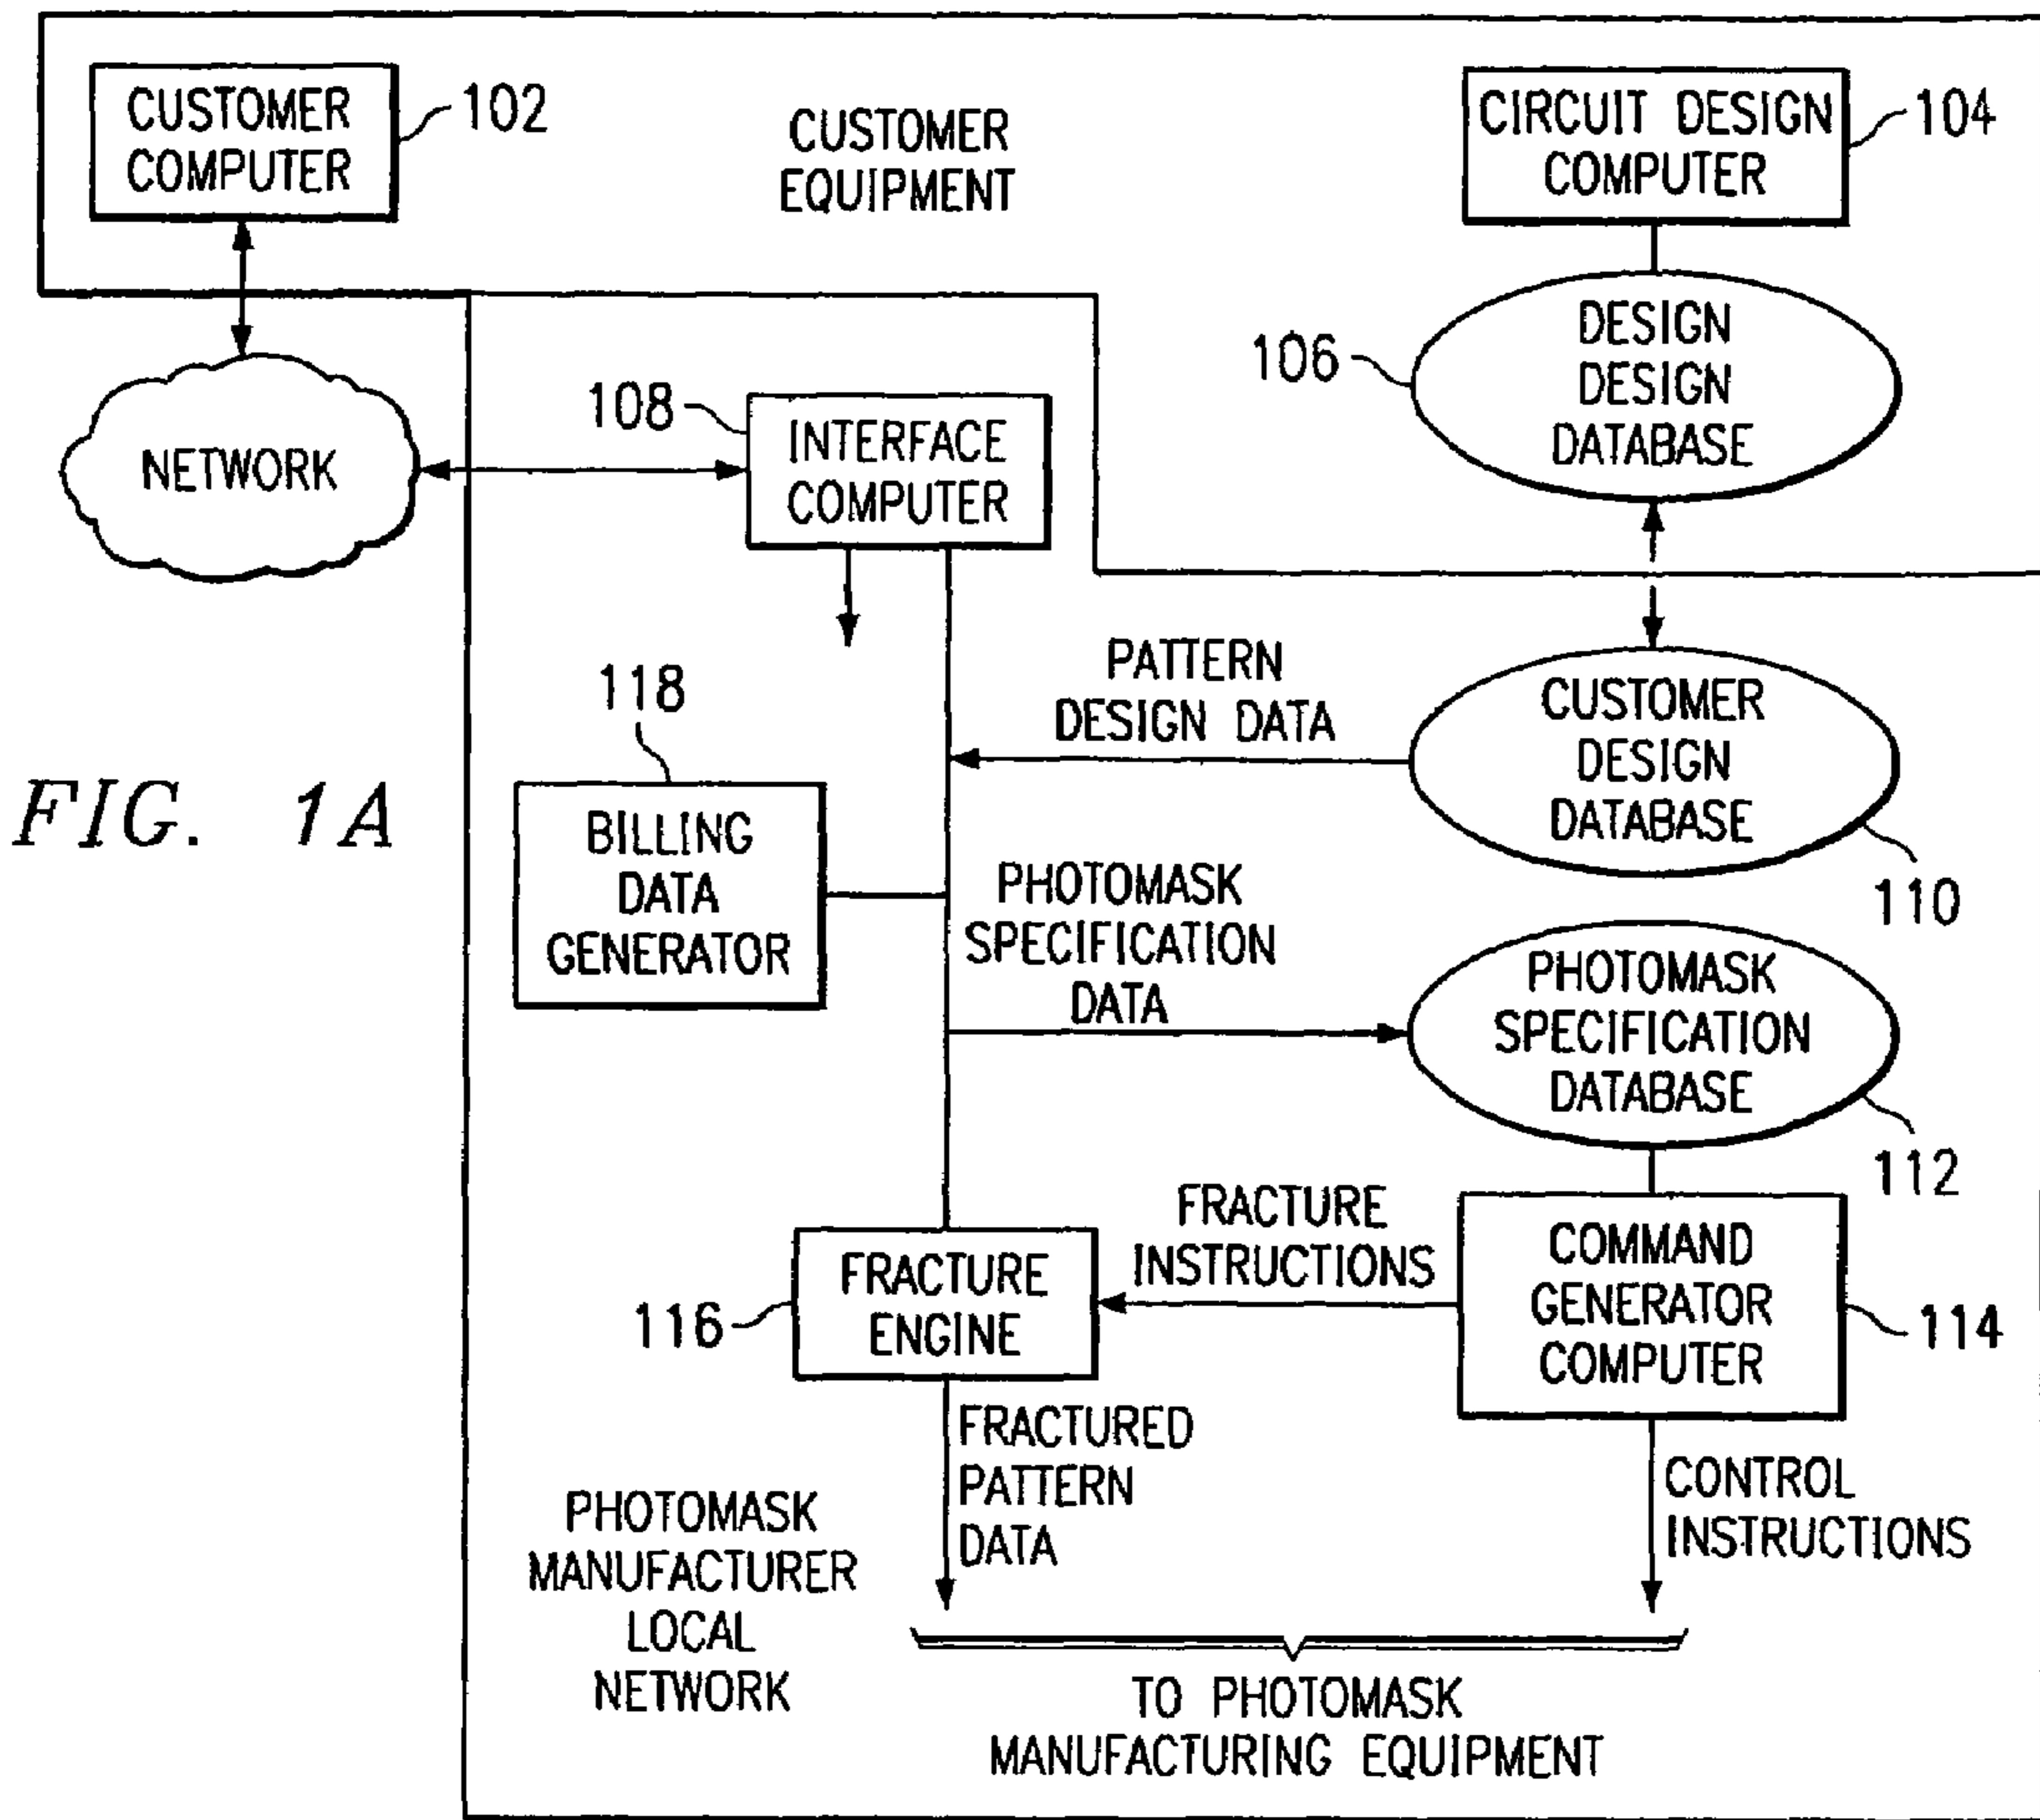 CUSTOMER
COMPUTER
102
CUSTOMER
EQUIPMENT
CIRCUIT DESIGN
COMPUTER
104
106
DESIGN
DESIGN
DATABASE
NETWORK
108
INTERFACE
COMPUTER
PATTERN
DESIGN DATA
CUSTOMER
DESIGN
DATABASE
110
118
FIG. 1A
BILLING
DATA
GENERATOR
PHOTOMASK
SPECIFICATION
DATA
PHOTOMASK
SPECIFICATION
DATABASE
112
FRACTURE
INSTRUCTIONS
116
FRACTURE
ENGINE
COMMAND
GENERATOR
COMPUTER
114
FRACTURED
PATTERN
DATA
CONTROL
INSTRUCTIONS
PHOTOMASK
MANUFACTURER
LOCAL
NETWORK
TO PHOTOMASK
MANUFACTURING EQUIPMENT